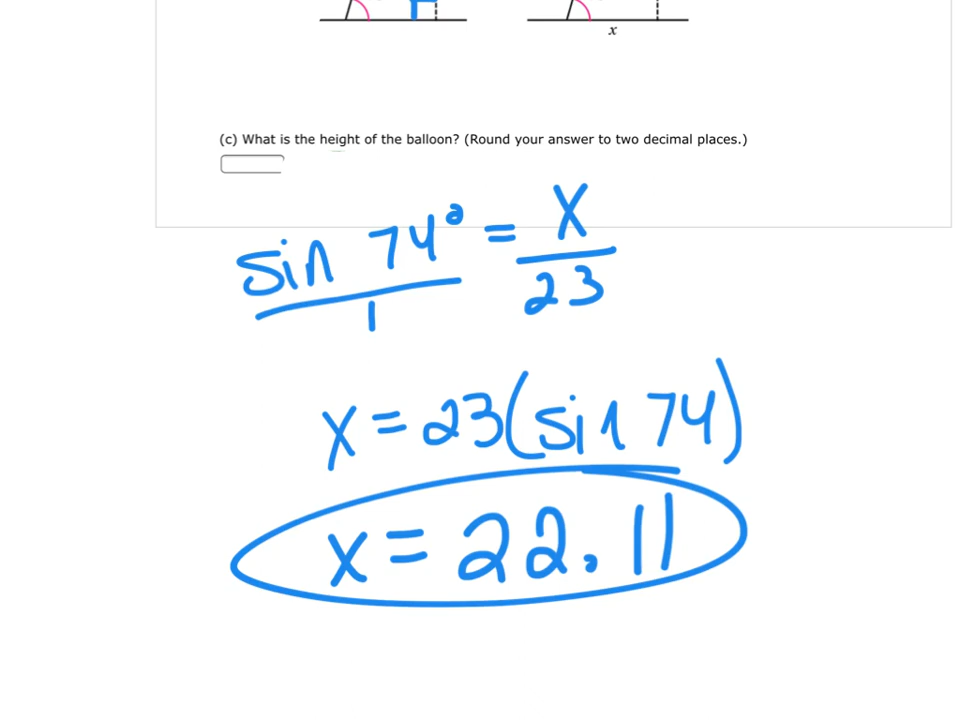 x
(c) What is the height of the balloon? (Round your answer to two decimal places.)
sin 74° = x
1 23
x = 23(sin 74)
x = 22.11